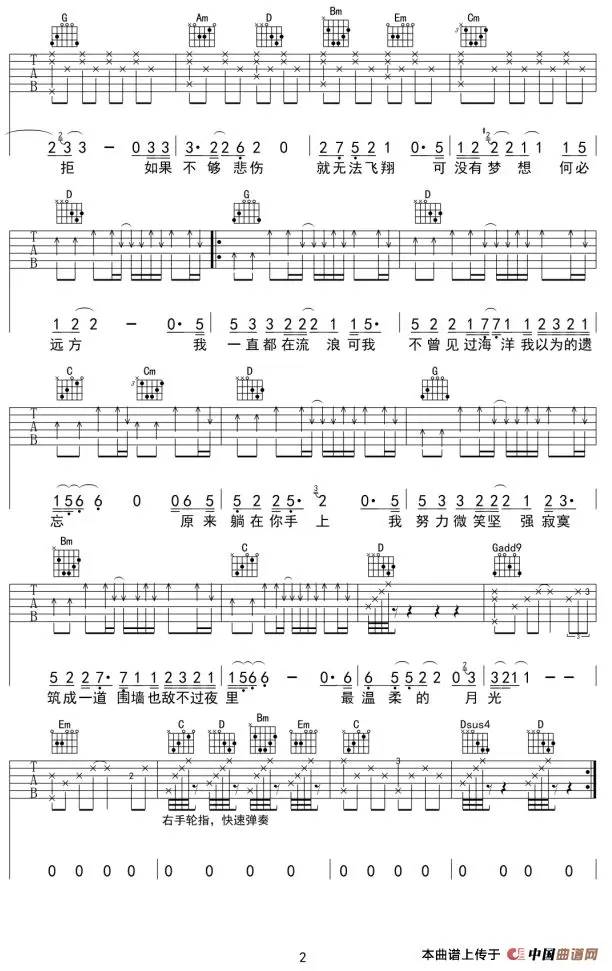 G Am D Bm Em Cm
2 3 3 - 0 3 3 3· 2 2 6 2 0 2 7 5 2 1 0· 5 1 2 2 2 1 1 1 5
拒 如果 不够悲伤 就无法飞翔 可 没有梦想 何必
D G D
1 2 2 - 0· 5 5 3 3 2 2 2 1 1 5· 5 2 2 1 7 7 7 1 1 2 3·
远方 我 一直都在流浪可我 不曾见过海洋我以为的遗
C Cm D G
1 5 6 6 0 0 6 5 5 2 2 5· 2 0· 5 5 3 3 2 2 2 1 2 3·
忘 原来 躺在你手上 我 努力微笑坚强寂寞
Bm C D Gadd9
5 2 2 7· 7 1 1 2 3 2 1 1 5 6 6 - 0· 6 6 5 5 2 2 0 3 3 2 1 1 - -
筑成一道围墙也敌不过夜里 最温柔的月光
Em C D Bm Em C Dsus4 D
右手轮指，快速弹奏
0 0 0 0 0 0 0 0 0 0 0 0 0 0 0 0
2
本曲谱上传于 中国曲谱网